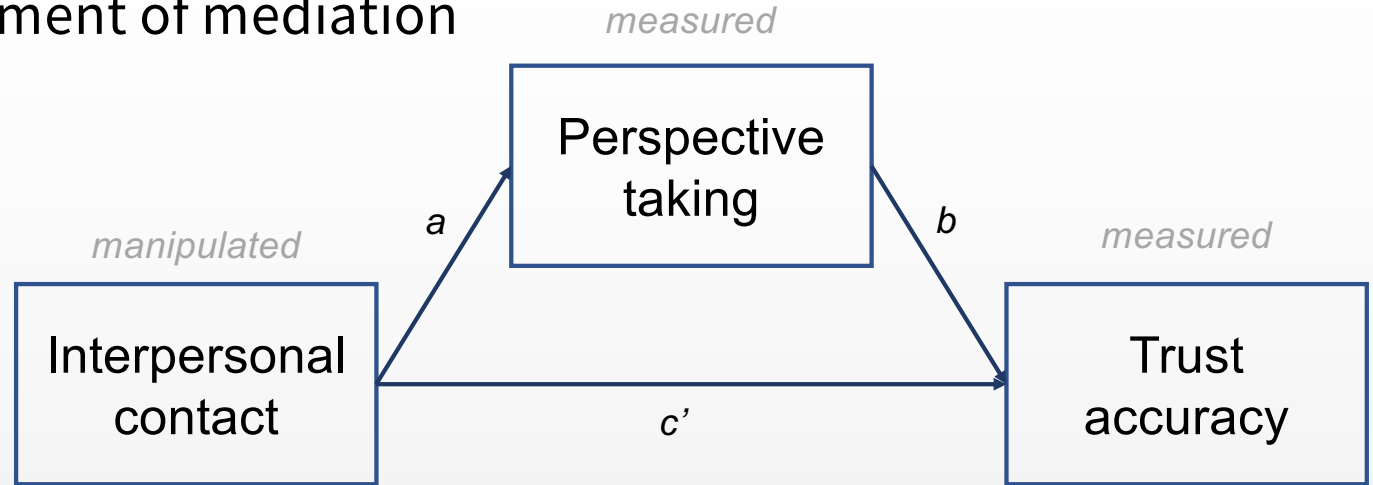 ment of mediation
measured
Perspective
taking
a
b
manipulated
measured
Interpersonal
contact
Trust
accuracy
c’